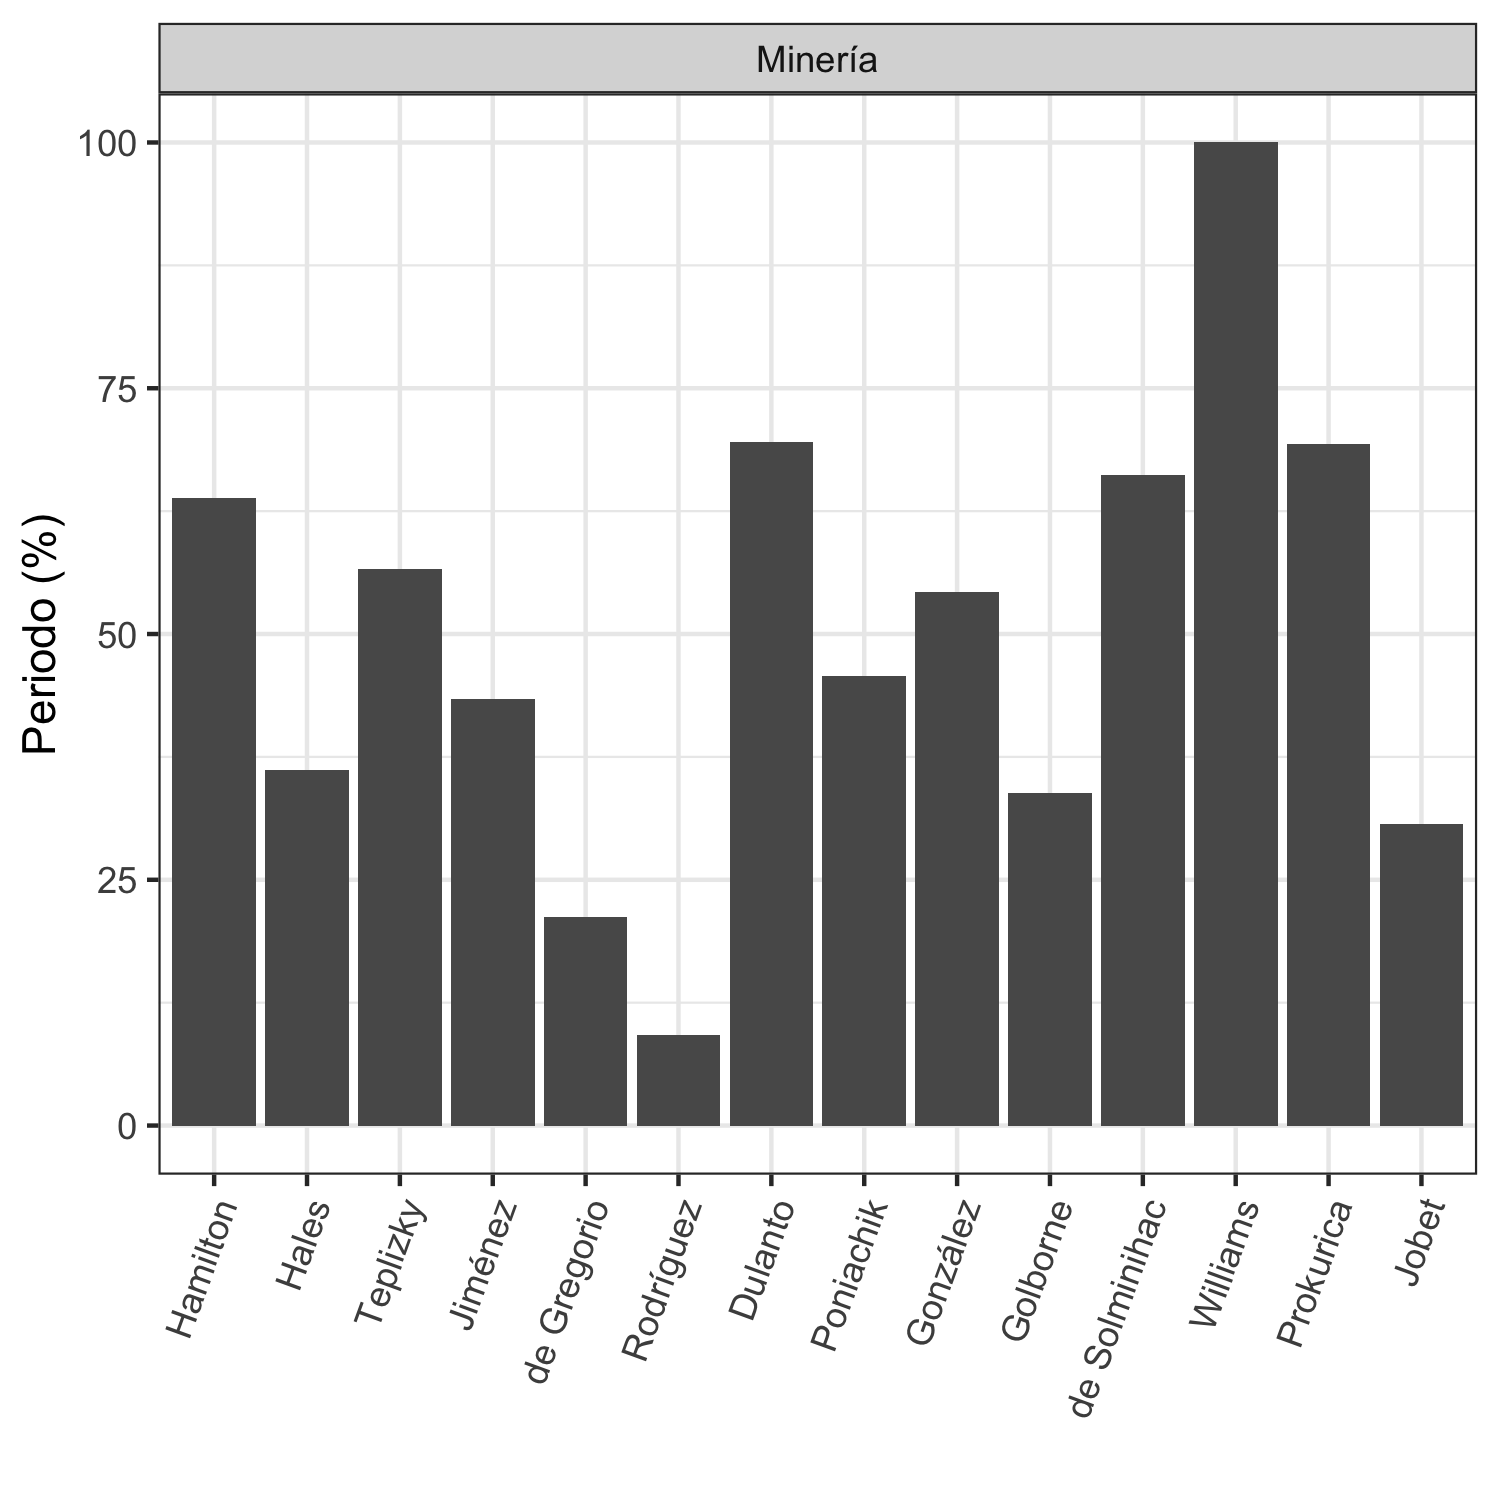 Minería
Periodo (%)
100
75
50
25
0
Hamilton
Hales
Teplizky
Jiménez
de Gregorio
Rodríguez
Dulanto
Poniachik
González
Golborne
de Solminihac
Williams
Prokurica
Jobet